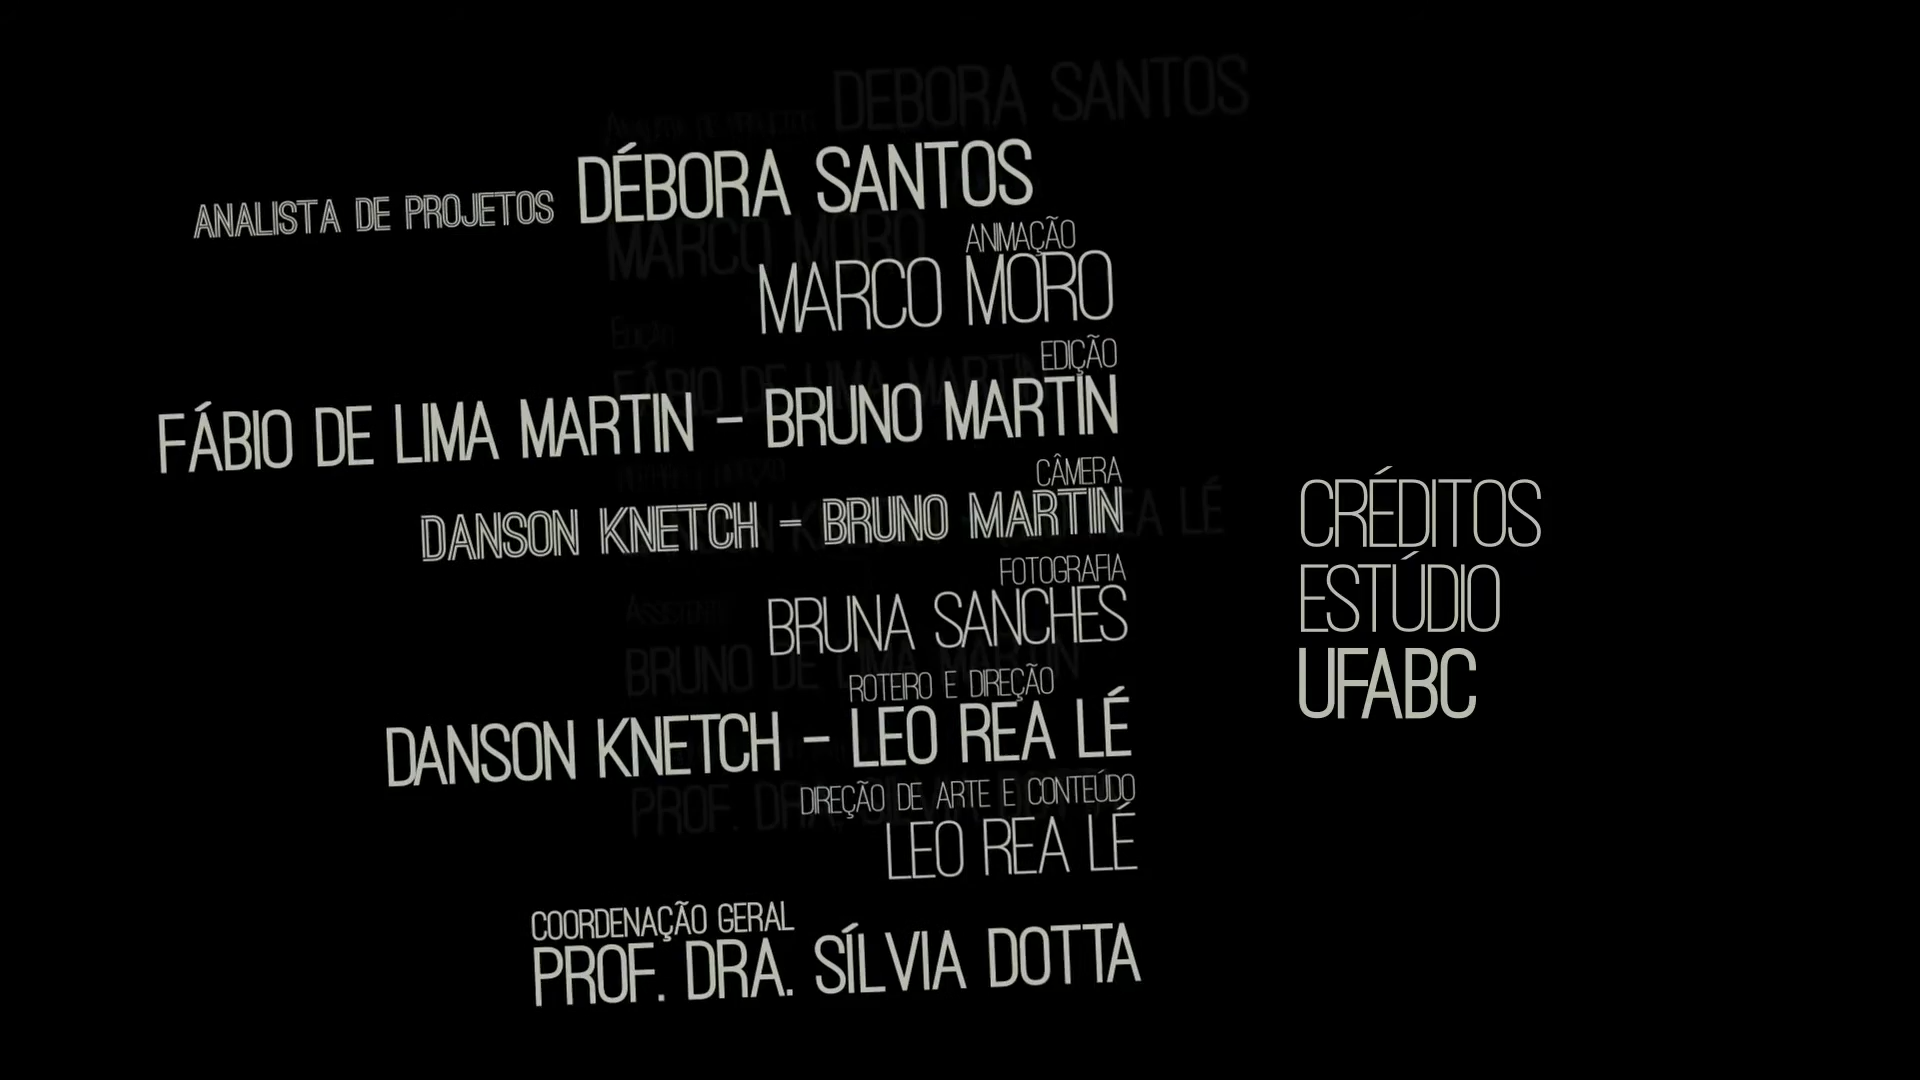 ANALISTA DE PROJETOS DÉBORA SANTOS
ANIMAÇÃO
MARCO MORO
EDIÇÃO
FÁBIO DE LIMA MARTIN - BRUNO MARTIN
CÂMERA
DANSON KNETCH - BRUNO MARTIN
FOTOGRAFIA
BRUNA SANCHES
ROTEIRO E DIREÇÃO
DANSON KNETCH - LEO REA LÉ
DIREÇÃO DE ARTE E CONTEÚDO
LEO REA LÉ
COORDENAÇÃO GERAL
PROF. DRA. SÍLVIA DOTTA
CRÉDITOS
ESTÚDIO
UFABC